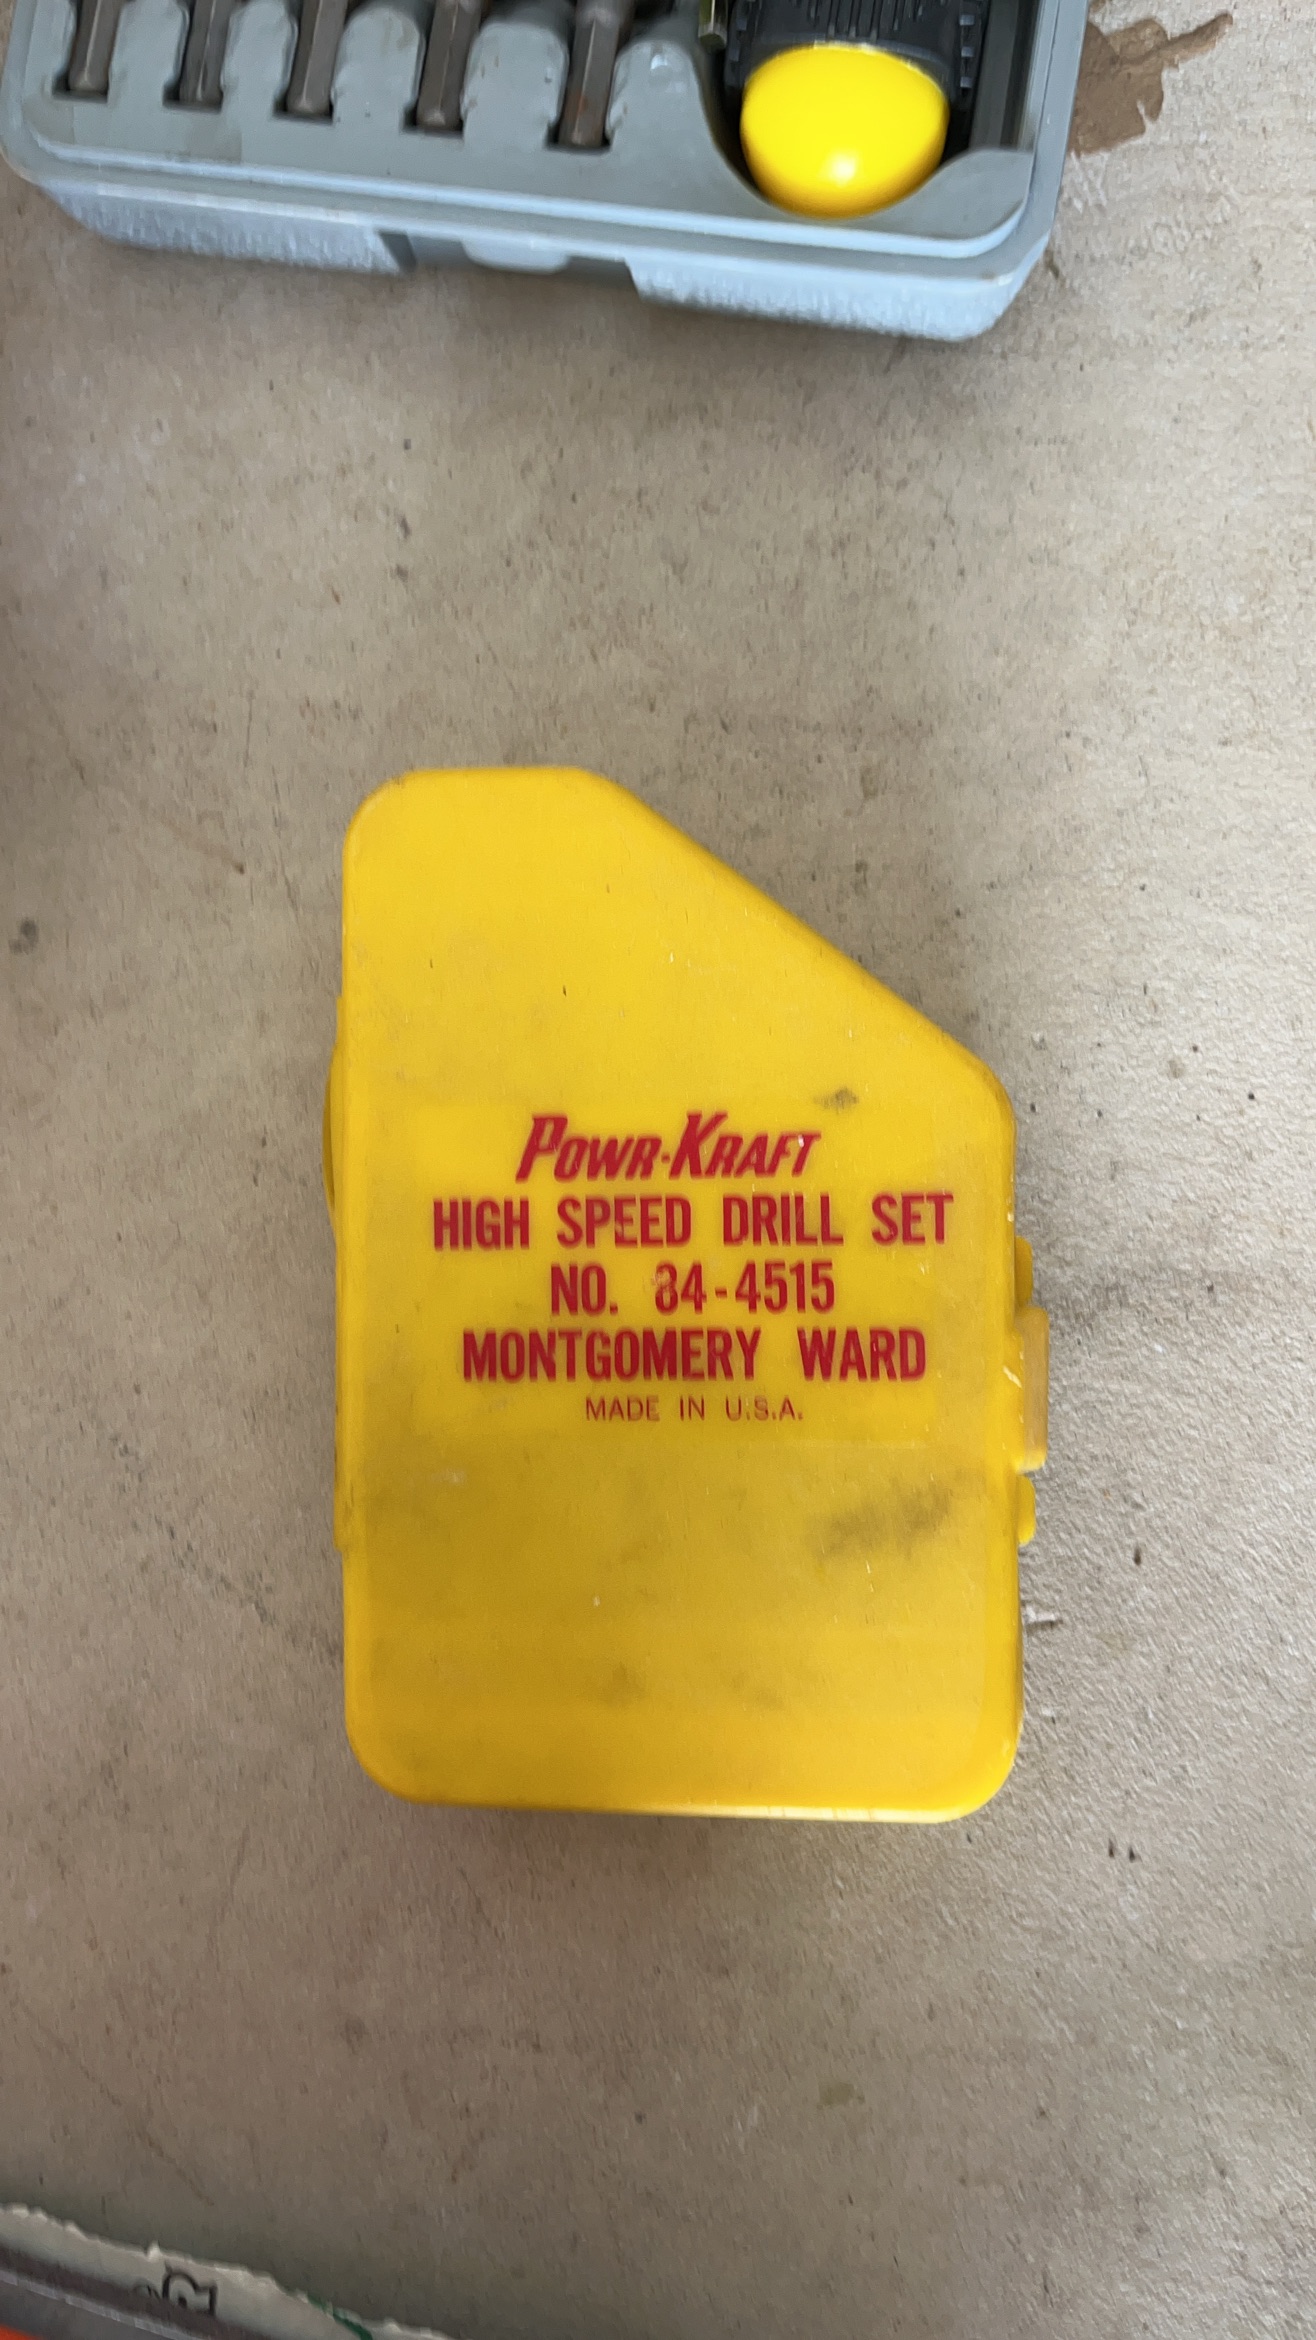 POWR-KRAFT
HIGH SPEED DRILL SET
NO. 84-4515
MONTGOMERY WARD
MADE IN U.S.A.